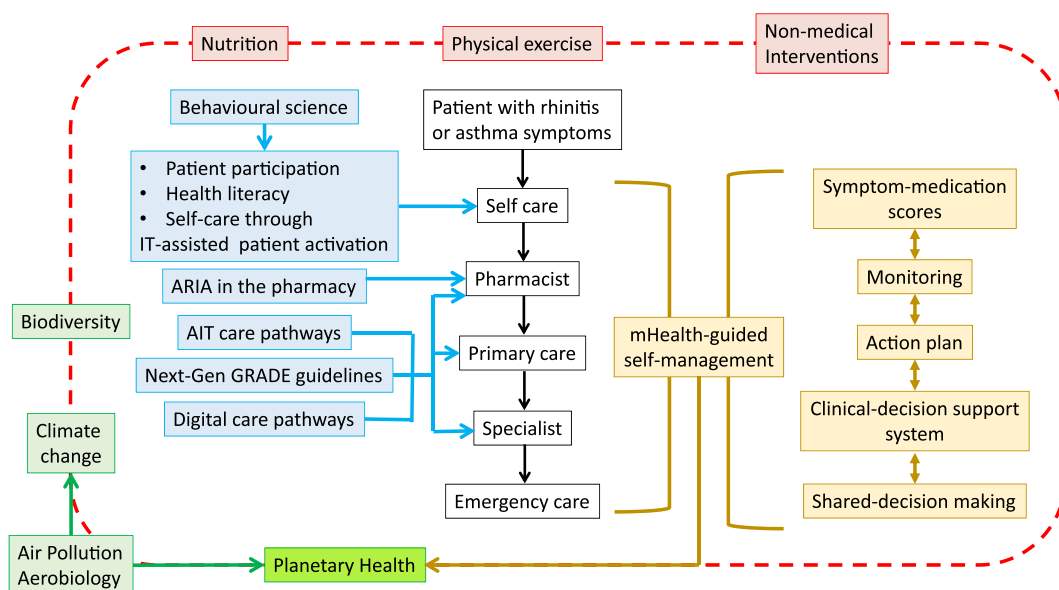 Nutrition
Physical exercise
Non-medical
Interventions
Behavioural science
Patient with rhinitis
or asthma symptoms
• Patient participation
• Health literacy
• Self-care through
IT-assisted patient activation
Self care
Symptom-medication
scores
ARIA in the pharmacy
Pharmacist
Monitoring
Biodiversity
AIT care pathways
Primary care
mHealth-guided
self-management
Action plan
Next-Gen GRADE guidelines
Digital care pathways
Specialist
Clinical-decision support
system
Climate
change
Emergency care
Shared-decision making
Air Pollution
Aerobiology
Planetary Health